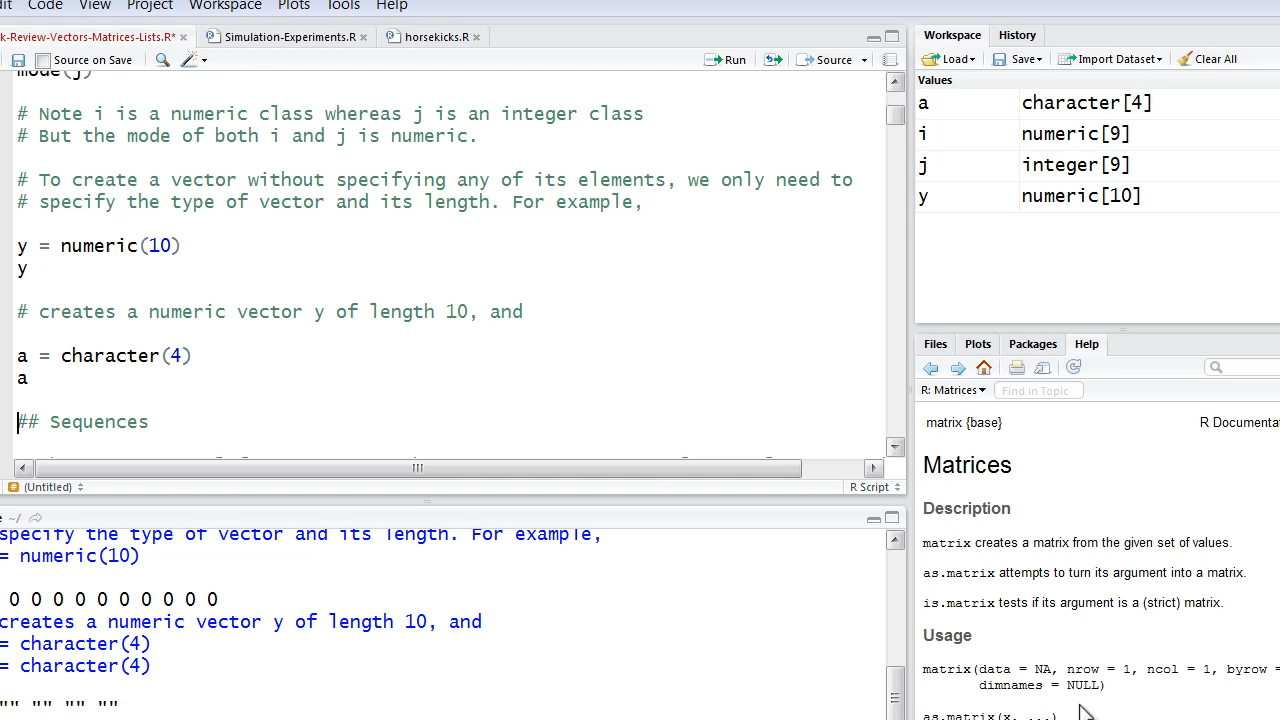 Code View Project Workspace Plots Tools Help
k-Review-Vectors-Matrices-Lists.R* Simulation-Experiments.R horsekicks.R
Source on Save Run Source
mode(j)
# Note i is a numeric class whereas j is an integer class
# But the mode of both i and j is numeric.
# To create a vector without specifying any of its elements, we only need to
# specify the type of vector and its length. For example,
y = numeric(10)
y
# creates a numeric vector y of length 10, and
a = character(4)
a
## Sequences
(Untitled) R Script
~/
specify the type of vector and its length. For example,
= numeric(10)
0 0 0 0 0 0 0 0 0 0
creates a numeric vector y of length 10, and
= character(4)
= character(4)
"" "" "" ""
Workspace History
Load Save Import Dataset Clear All
Values
a character[4]
i numeric[9]
j integer[9]
y numeric[10]
Files Plots Packages Help
R: Matrices Find in Topic
matrix {base} R Documenta
Matrices
Description
matrix creates a matrix from the given set of values.
as.matrix attempts to turn its argument into a matrix.
is.matrix tests if its argument is a (strict) matrix.
Usage
matrix(data = NA, nrow = 1, ncol = 1, byrow =
dimnames = NULL)
as.matrix(x, ...)